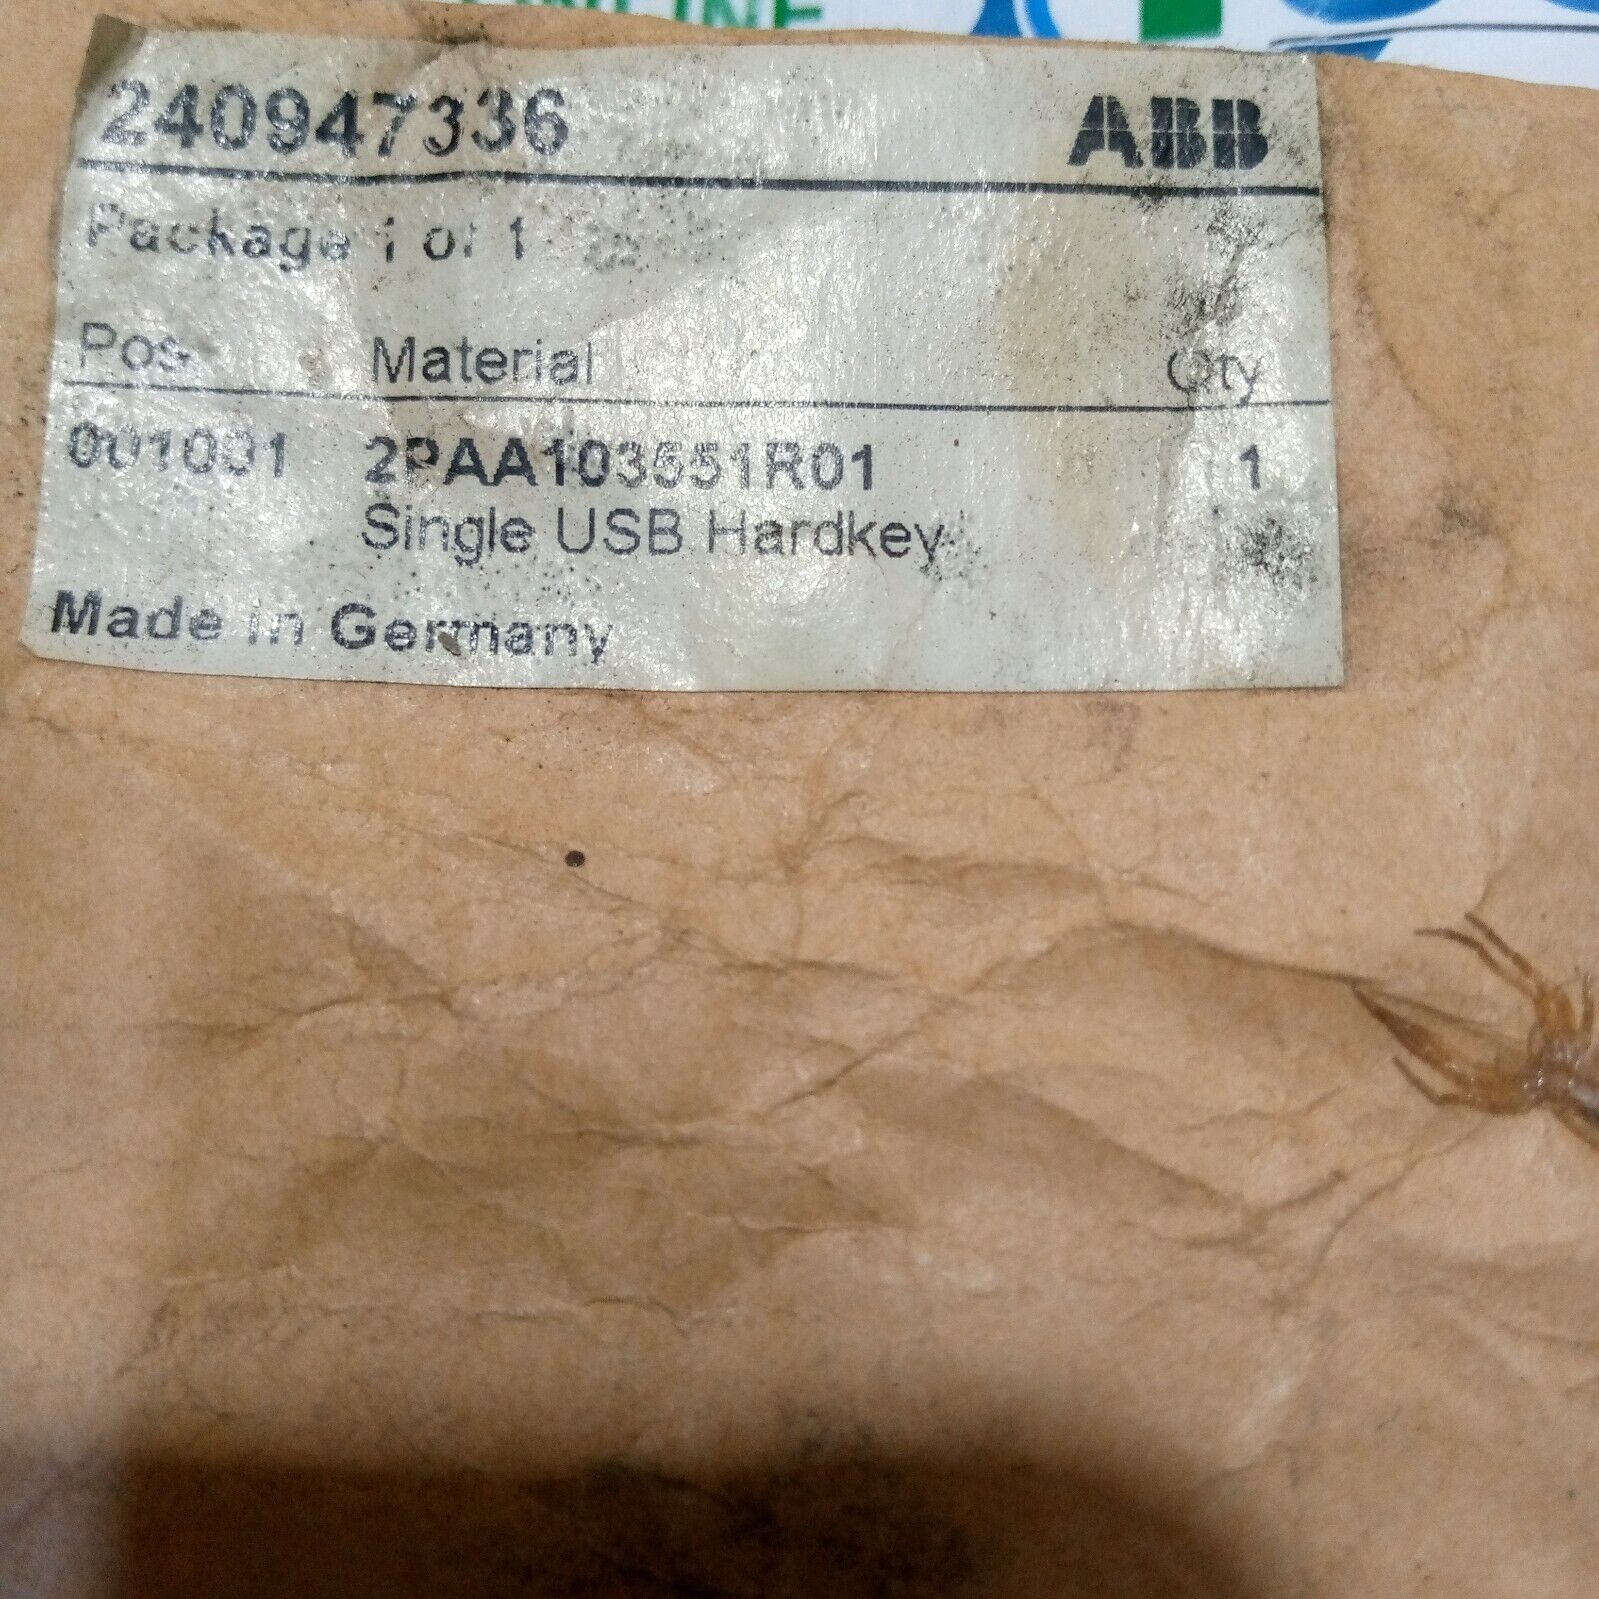 240947336 ABB
Package 1 of 1
Pos Material Qty
001001 2PAA103551R01 1
Single USB Hardkey
Made in Germany